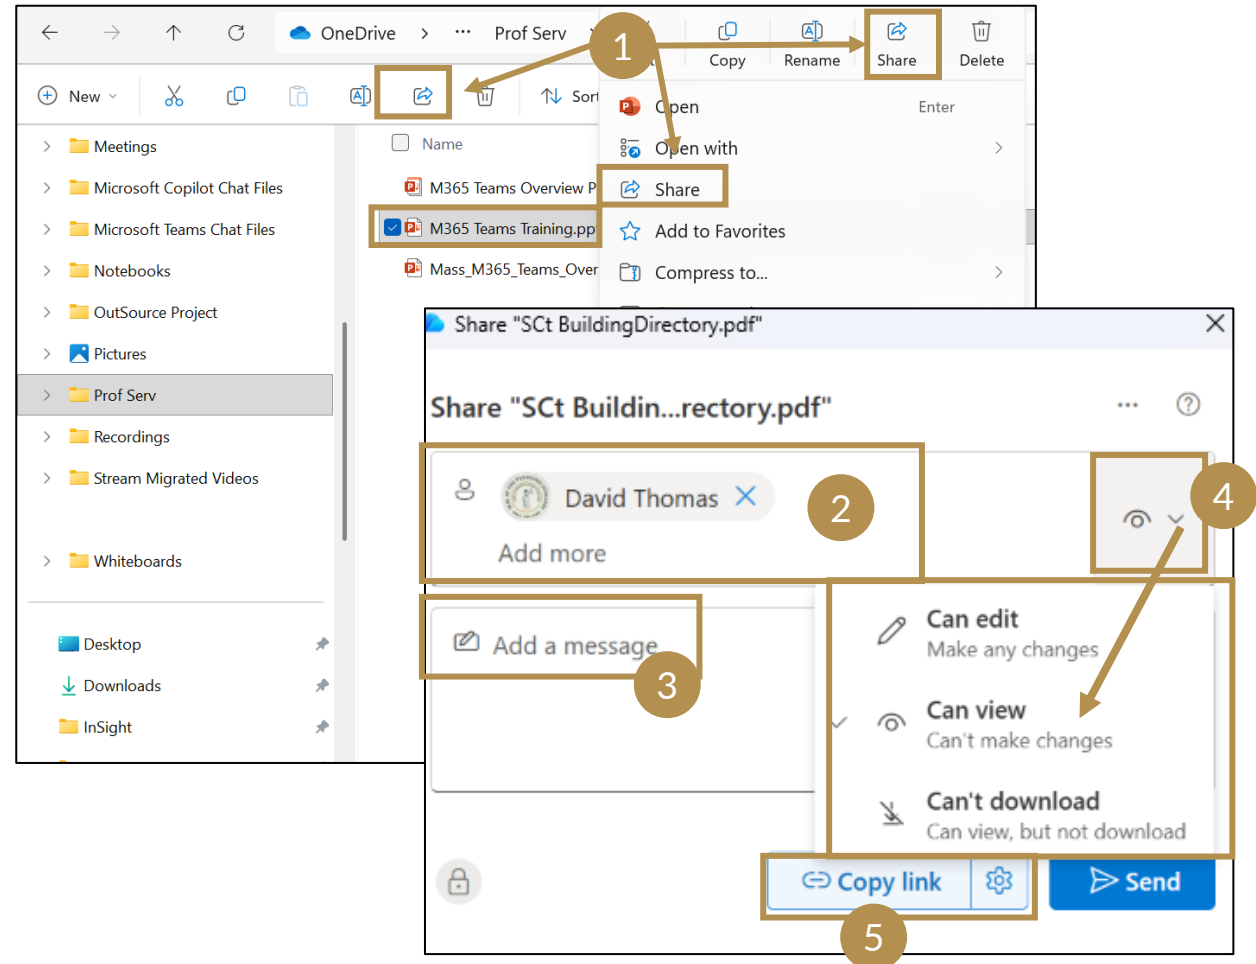 OneDrive > ... Prof Serv
1
Copy
Rename
Share
Delete
New
Sort
Open
Enter
Open with
Share
Add to Favorites
Compress to...
Meetings
Microsoft Copilot Chat Files
Microsoft Teams Chat Files
Notebooks
OutSource Project
Pictures
Prof Serv
Recordings
Stream Migrated Videos
Whiteboards
Desktop
Downloads
InSight
Name
M365 Teams Overview P
M365 Teams Training.pp
Mass_M365_Teams_Over
Share "SCt BuildingDirectory.pdf"
Share "SCt Buildin...rectory.pdf"
David Thomas
2
4
Add more
Add a message
3
Can edit
Make any changes
Can view
Can't make changes
Can't download
Can view, but not download
Copy link
Send
5